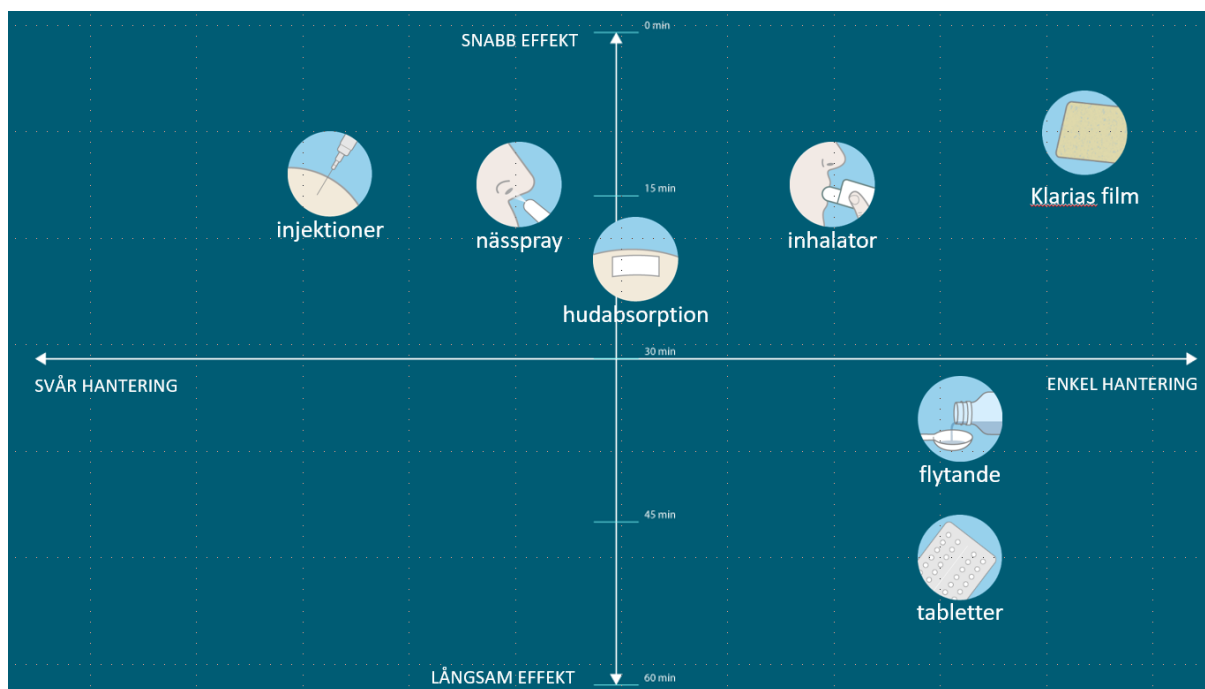 0 min
SNABB EFFEKT
15 min
Klarias film
injektioner
nässpray
inhalator
hudabsorption
30 min
SVÅR HANTERING
ENKEL HANTERING
flytande
45 min
tabletter
LÅNGSAM EFFEKT
60 min